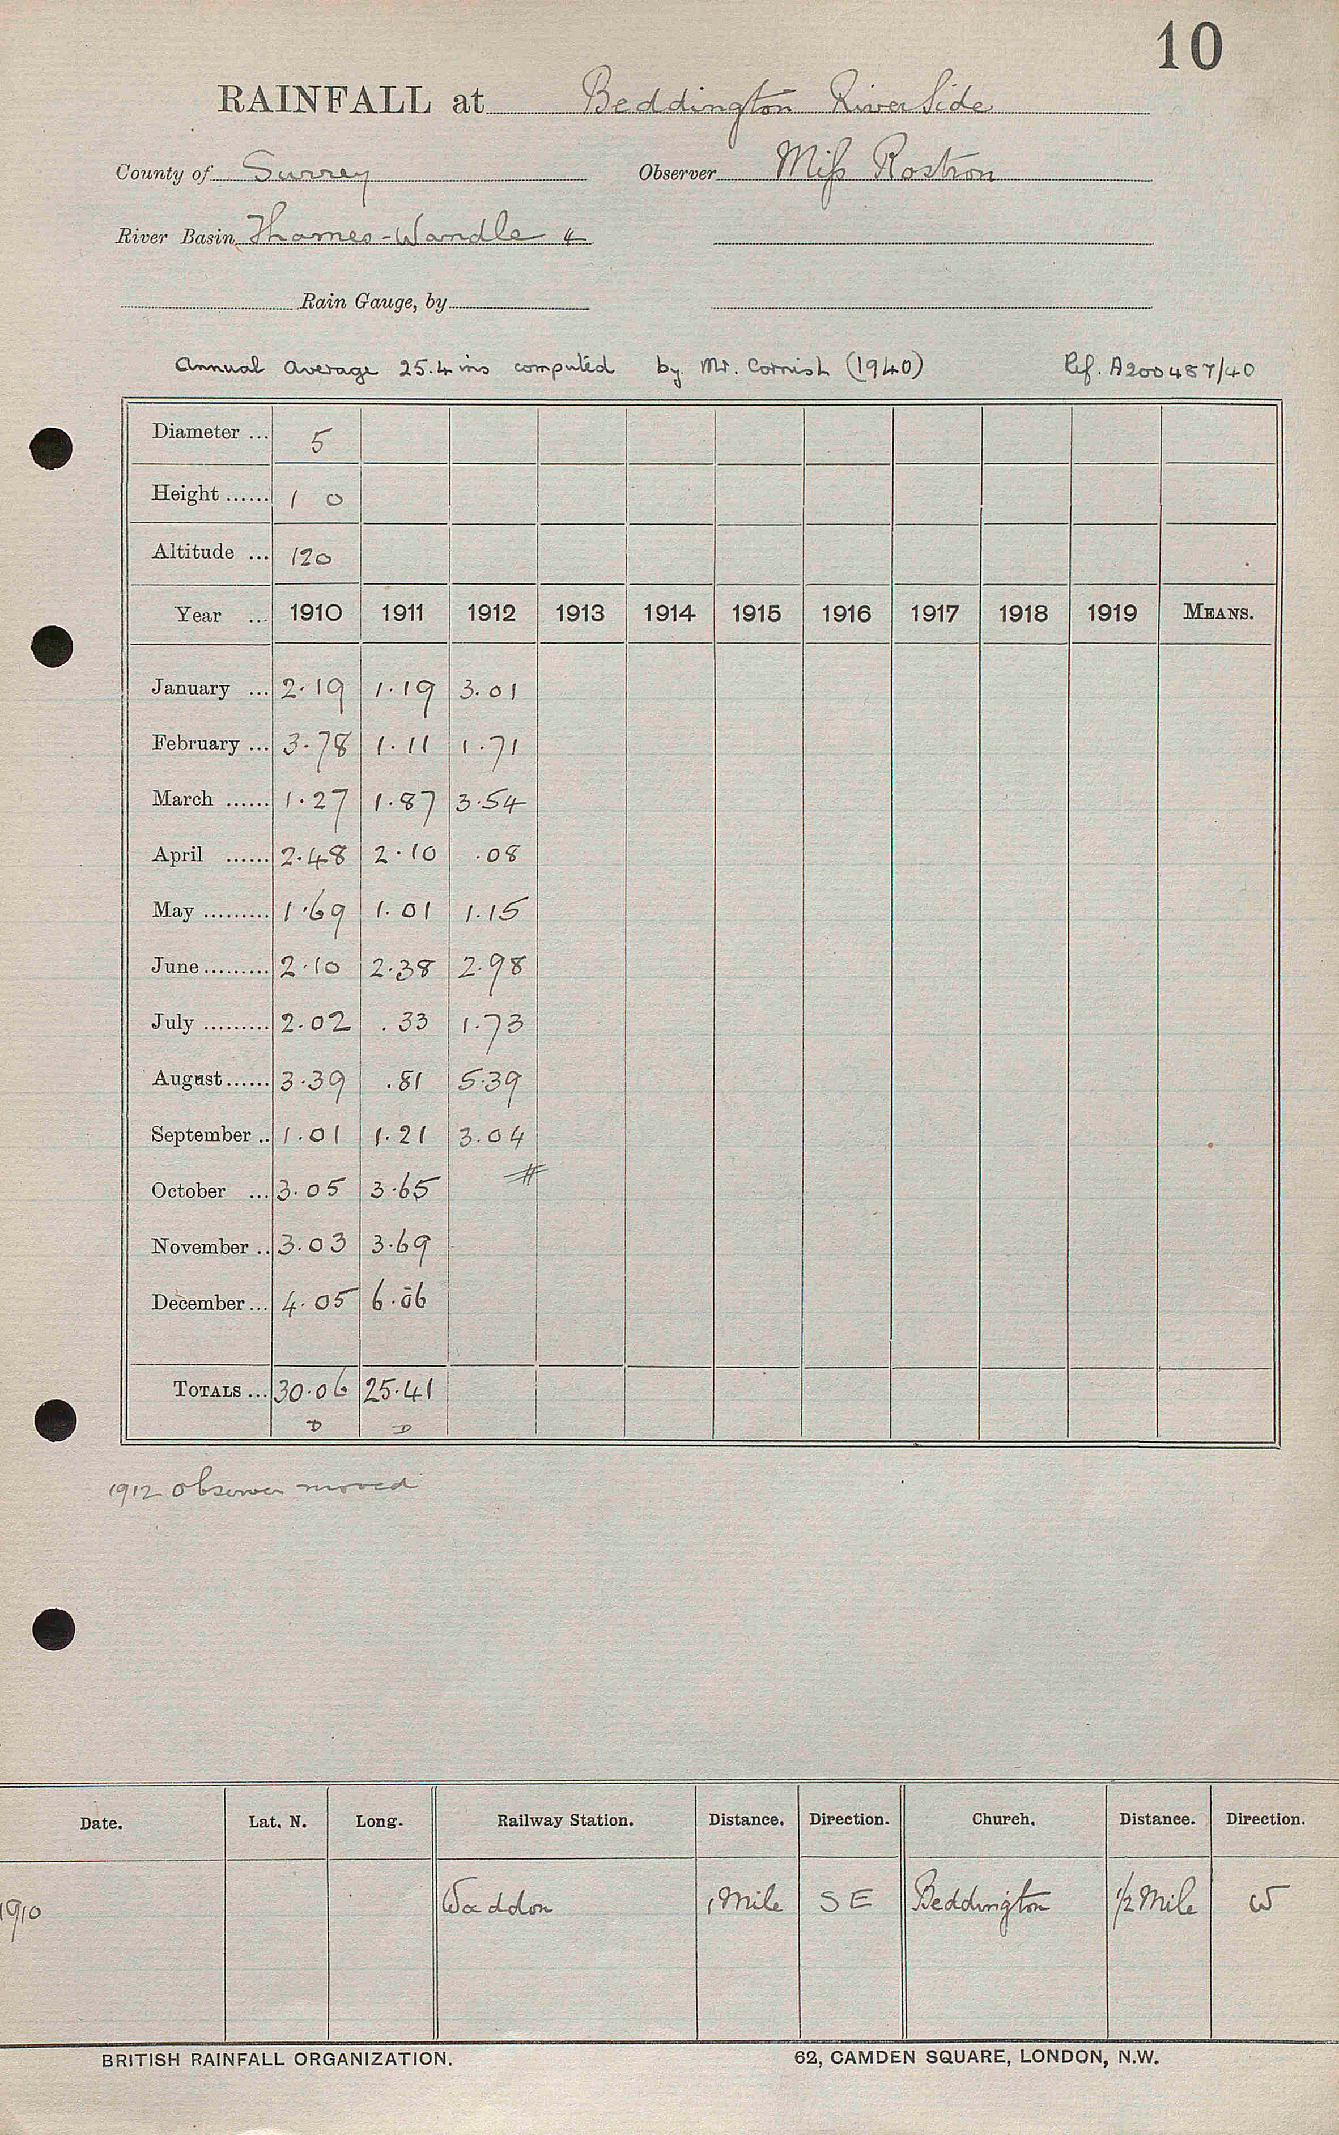 10
RAINFALL at Beddington Riverside
County of Surrey Observer Miss Rostron
River Basin Thames-Wandle 4
Rain Gauge, by
Annual average 25.4 ins computed by Mr. Cornish (1940) Ref. A200487/40
Diameter ... 5
Height ...... 1 0
Altitude ... 120
Year ... 1910 1911 1912 1913 1914 1915 1916 1917 1918 1919 MEANS.
January ... 2.19 1.19 3.01
February ... 3.78 1.11 1.71
March ...... 1.27 1.87 3.54
April ...... 2.48 2.10 .08
May ......... 1.69 1.01 1.15
June ......... 2.10 2.38 2.98
July ......... 2.02 .33 1.73
August ...... 3.39 .81 5.39
September .. 1.01 1.21 3.04
October ... 3.05 3.65
November .. 3.03 3.69
December ... 4.05 6.06
TOTALS ... 30.06 25.41
D D
1912 Observer moved
Date. Lat. N. Long. Railway Station. Distance. Direction. Church. Distance. Direction.
1910 Waddon 1 Mile S E Beddington 1/2 Mile W
BRITISH RAINFALL ORGANIZATION. 62, CAMDEN SQUARE, LONDON, N.W.